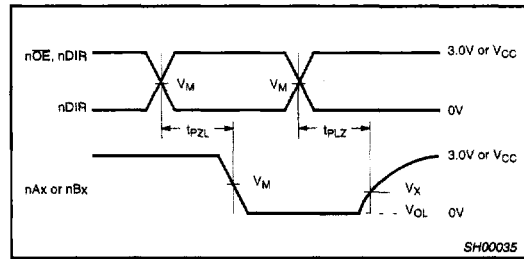 nOE, nDIR
3.0V or VCC
VM
VM
nDIR
0V
tPZL
tPLZ
3.0V or VCC
nAx or nBx
VM
VX
VOL
0V
SH00035